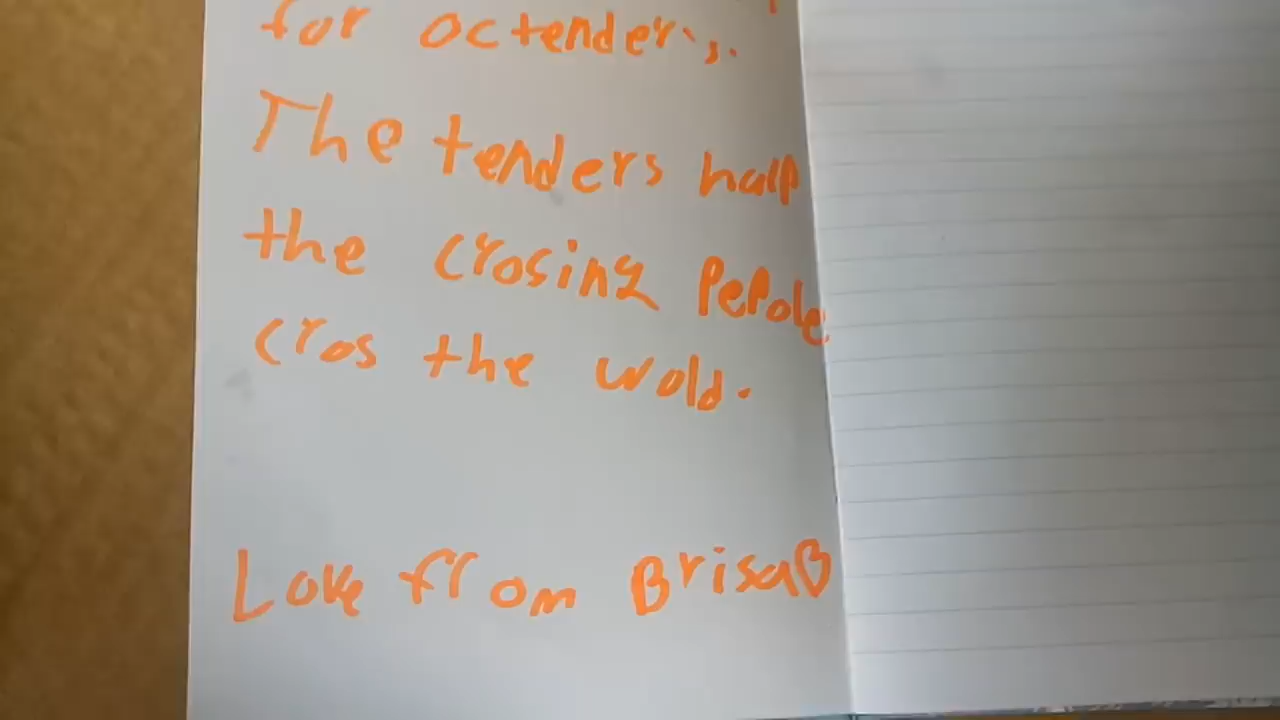 for octenders.
The tenders halp
the crosing Pepole
cros the wold.
Love from Brisa